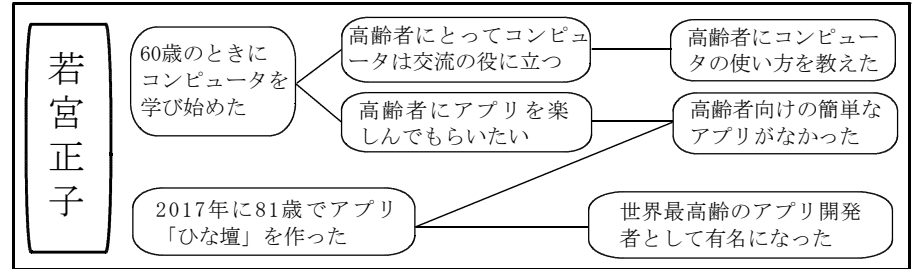 若宮正子
60歳のときに
コンピュータを
学び始めた
高齢者にとってコンピュ
ータは交流の役に立つ
高齢者にコンピュー
タの使い方を教えた
高齢者にアプリを楽
しんでもらいたい
高齢者向けの簡単な
アプリがなかった
2017年に81歳でアプリ
「ひな壇」を作った
世界最高齢のアプリ開発
者として有名になった